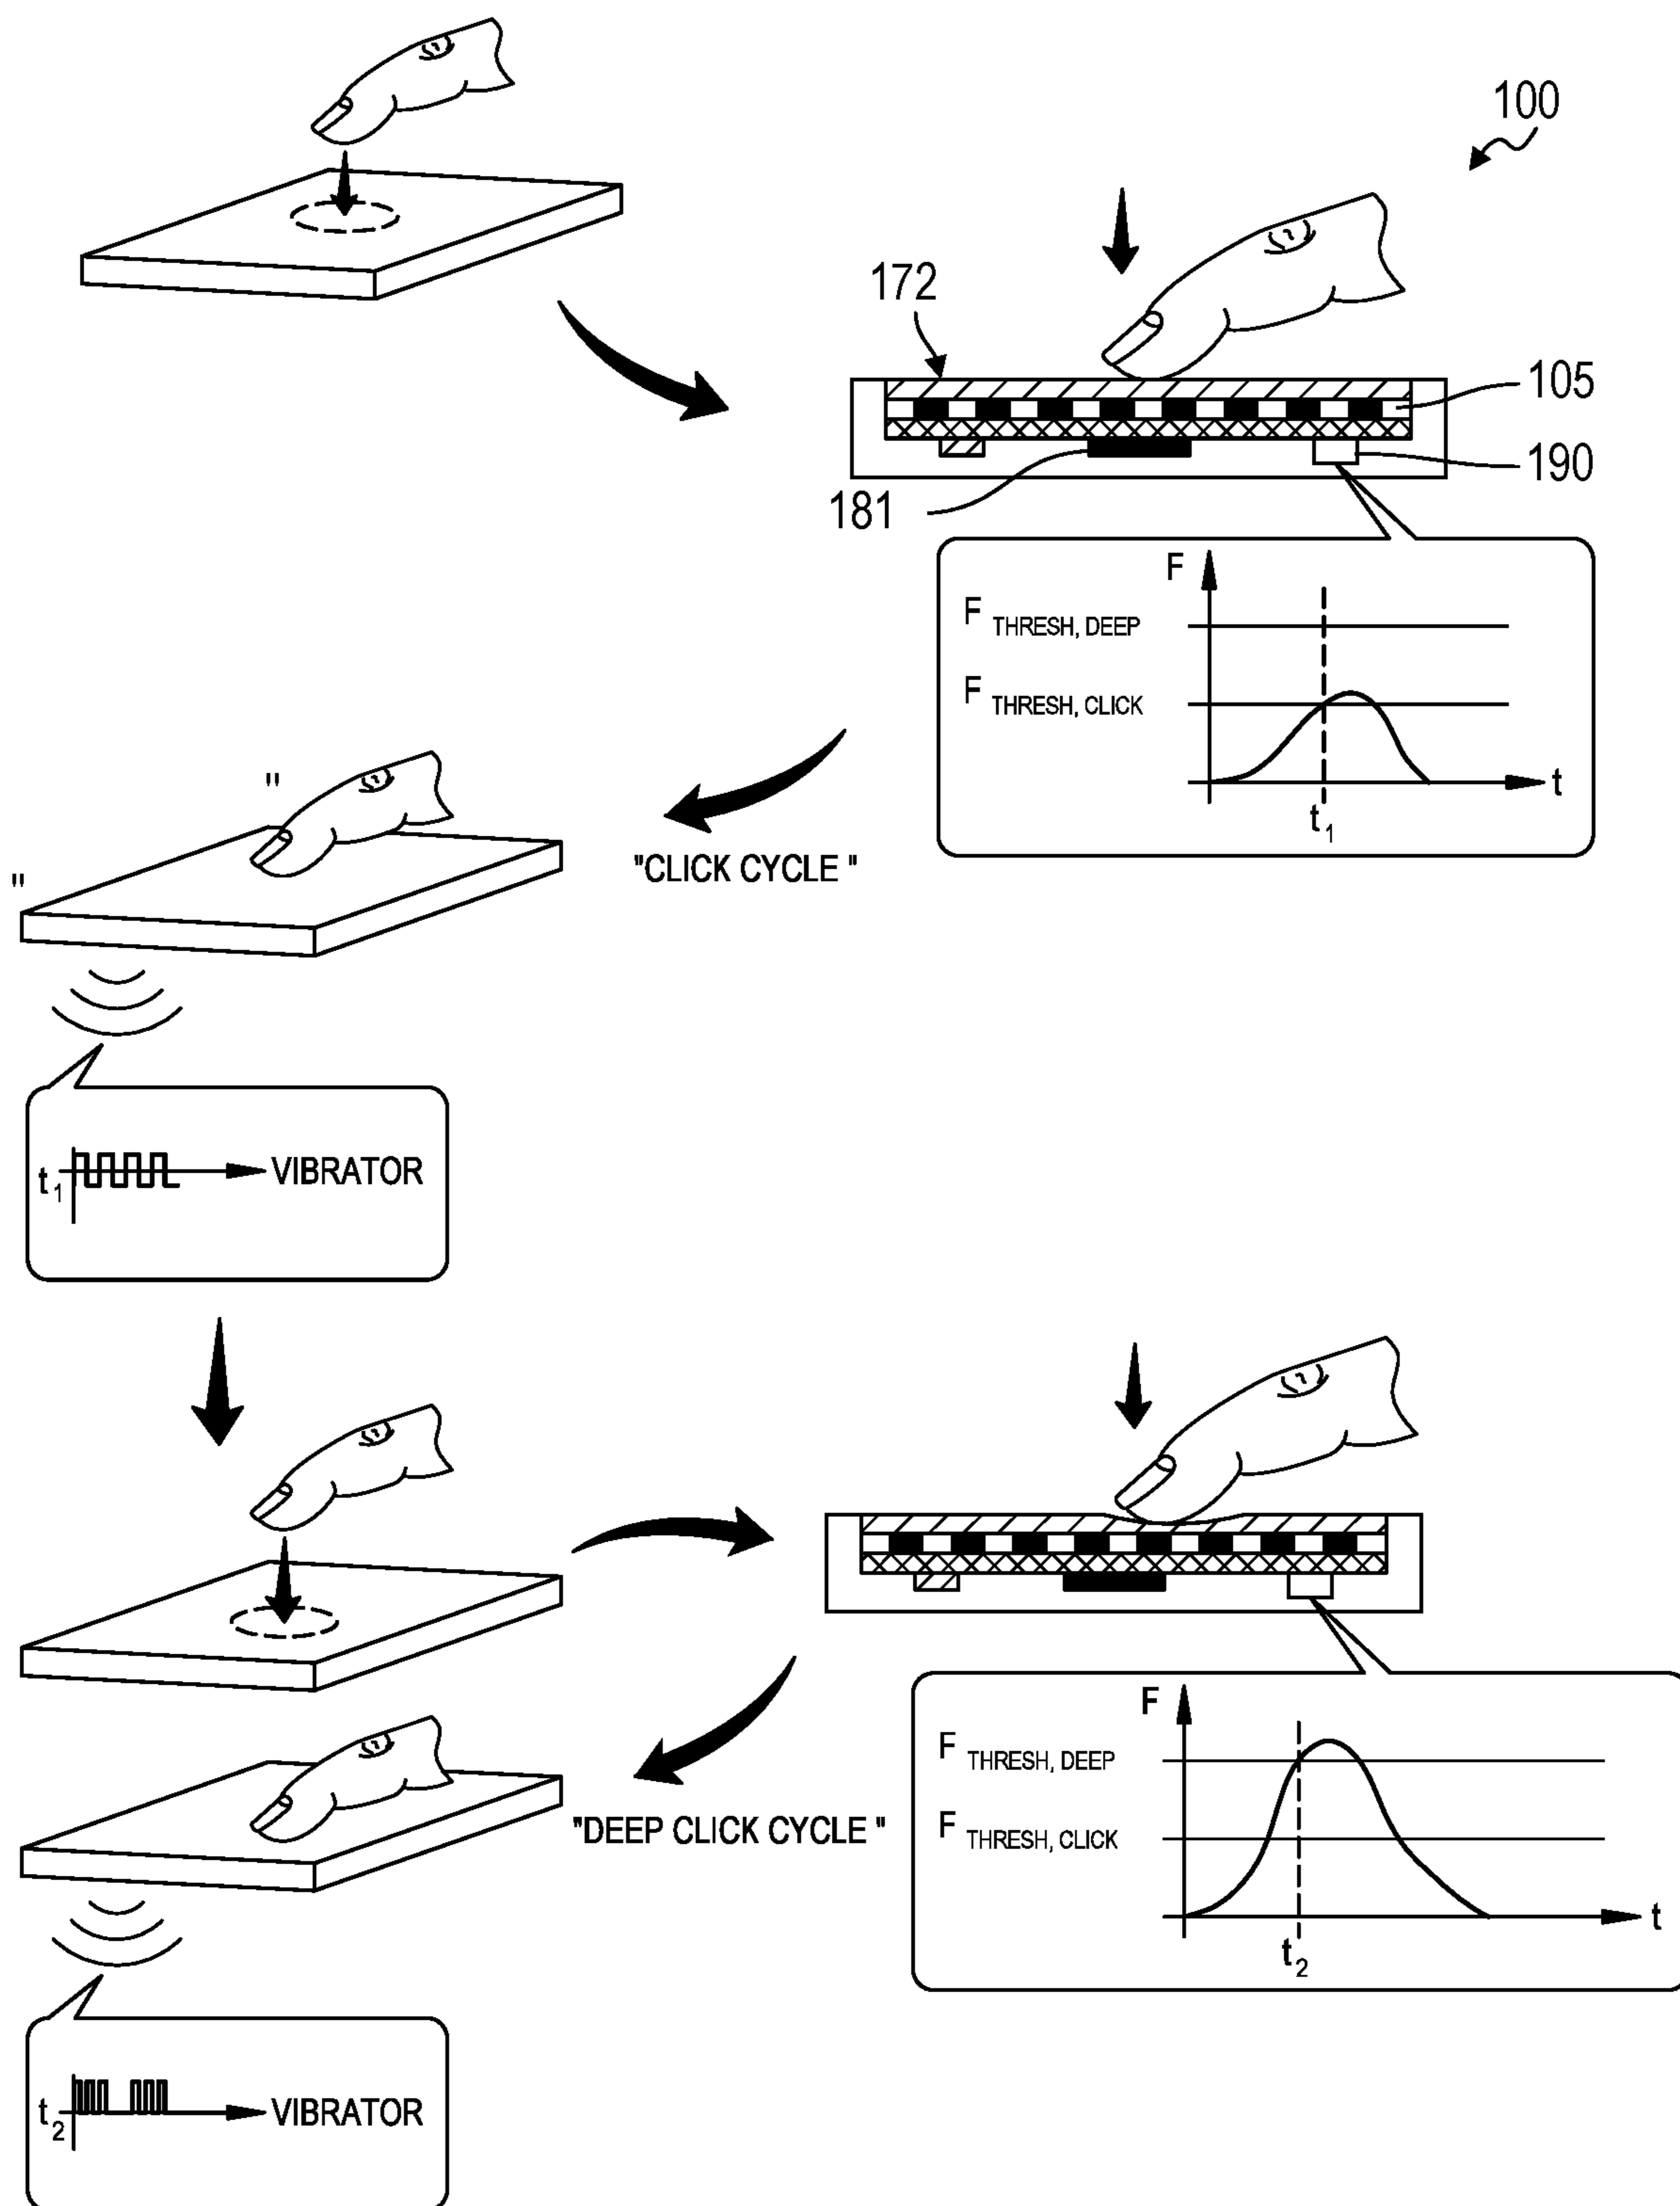 100
172
105
190
181
F
F THRESH, DEEP
F THRESH, CLICK
t
t1
"CLICK CYCLE "
"
"
t1 VIBRATOR
F
F THRESH, DEEP
F THRESH, CLICK
t
t2
"DEEP CLICK CYCLE "
t2 VIBRATOR